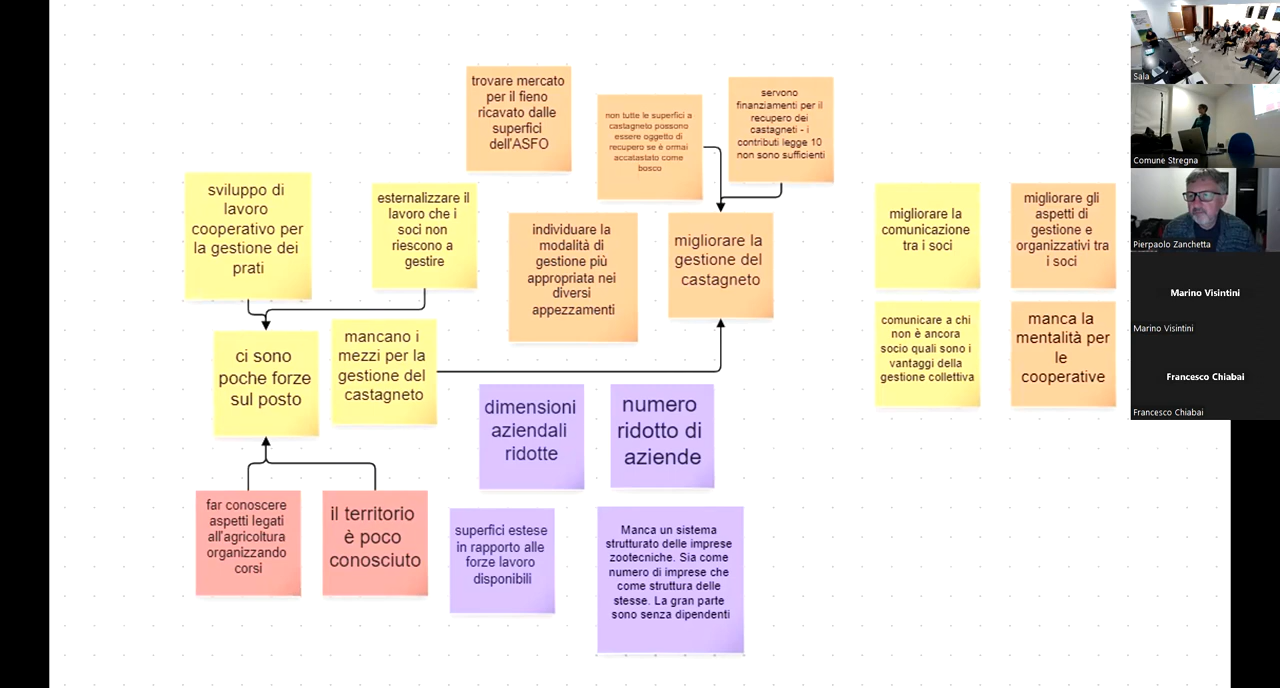 trovare mercato
per il fieno
ricavato dalle
superfici
dell'ASFO
non tutte le superfici a
castagneto possono
essere oggetto di
recupero se è ormai
accatastato come
bosco
servono
finanziamenti per il
recupero dei
castagneti - i
contributi legge 10
non sono sufficienti
sviluppo di
lavoro
cooperativo per
la gestione dei
prati
esternalizzare il
lavoro che i
soci non
riescono a
gestire
individuare la
modalità di
gestione più
appropriata nei
diversi
appezzamenti
migliorare la
gestione del
castagneto
migliorare la
comunicazione
tra i soci
migliorare gli
aspetti di
gestione e
organizzativi tra
i soci
ci sono
poche forze
sul posto
mancano i
mezzi per la
gestione del
castagneto
comunicare a chi
non è ancora
socio quali sono i
vantaggi della
gestione collettiva
manca la
mentalità per
le
cooperative
dimensioni
aziendali
ridotte
numero
ridotto di
aziende
far conoscere
aspetti legati
all'agricoltura
organizzando
corsi
il territorio
è poco
conosciuto
superfici estese
in rapporto alle
forze lavoro
disponibili
Manca un sistema
strutturato delle imprese
zootecniche. Sia come
numero di imprese che
come struttura delle
stesse. La gran parte
sono senza dipendenti
Sala
Comune Stregna
Pierpaolo Zanchetta
Marino Visintini
Marino Visintini
Francesco Chiabai
Francesco Chiabai